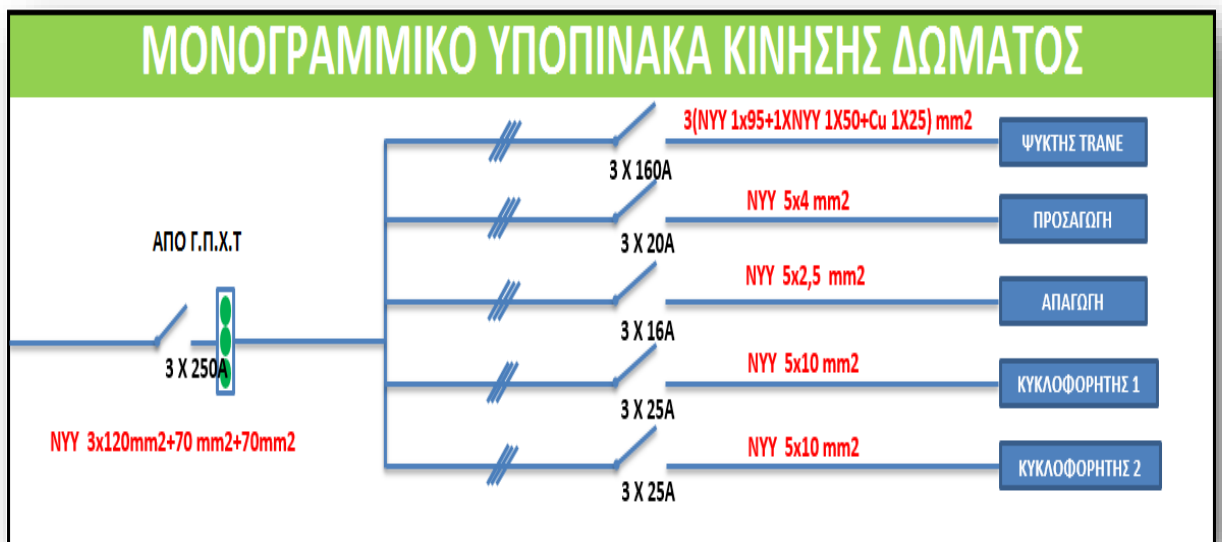 ΜΟΝΟΓΡΑΜΜΙΚΟ ΥΠΟΠΙΝΑΚΑ ΚΙΝΗΣΗΣ ΔΩΜΑΤΟΣ
3(NYY 1x95+1XNYY 1X50+Cu 1X25) mm2
ΨΥΚΤΗΣ TRANE
3 X 160A
NYY 5x4 mm2
ΠΡΟΣΑΓΩΓΗ
3 X 20A
ΑΠΟ Γ.Π.Χ.Τ
NYY 5x2,5 mm2
ΑΠΑΓΩΓΗ
3 X 16A
3 X 250A
NYY 5x10 mm2
ΚΥΚΛΟΦΟΡΗΤΗΣ 1
3 X 25A
NYY 3x120mm2+70 mm2+70mm2
NYY 5x10 mm2
ΚΥΚΛΟΦΟΡΗΤΗΣ 2
3 X 25A